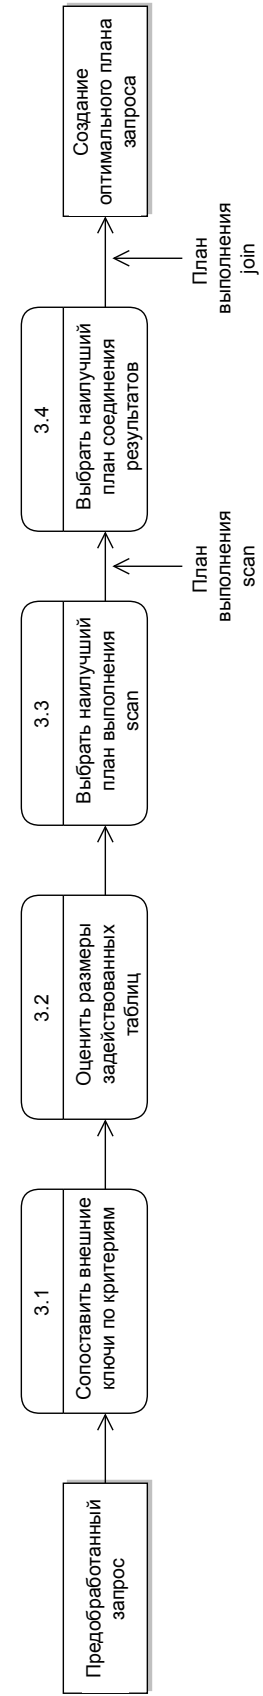 Предобработанный
запрос
3.1
Сопоставить внешние
ключи по критериям
3.2
Оценить размеры
задействованных
таблиц
3.3
Выбрать наилучший
план выполнения
scan
План
выполнения
scan
3.4
Выбрать наилучший
план соединения
результатов
План
выполнения
join
Создание
оптимального плана
запроса